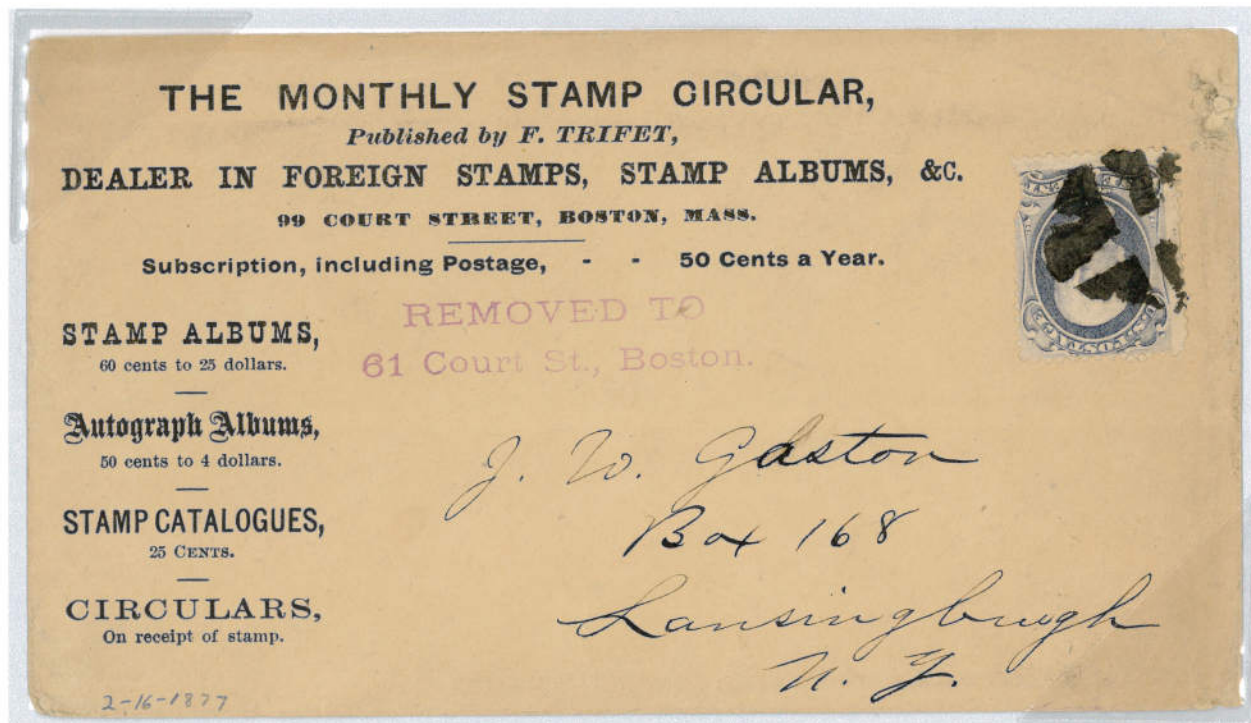 THE MONTHLY STAMP CIRCULAR,
Published by F. TRIFET,
DEALER IN FOREIGN STAMPS, STAMP ALBUMS, &C.
99 COURT STREET, BOSTON, MASS.
Subscription, including Postage, - - 50 Cents a Year.
REMOVED TO
61 Court St., Boston.
STAMP ALBUMS,
60 cents to 25 dollars.
Autograph Albums,
50 cents to 4 dollars.
STAMP CATALOGUES,
25 CENTS.
CIRCULARS,
On receipt of stamp.
J. W. Gaston
Box 168
Lansingburgh
N. Y.
2-16-1877